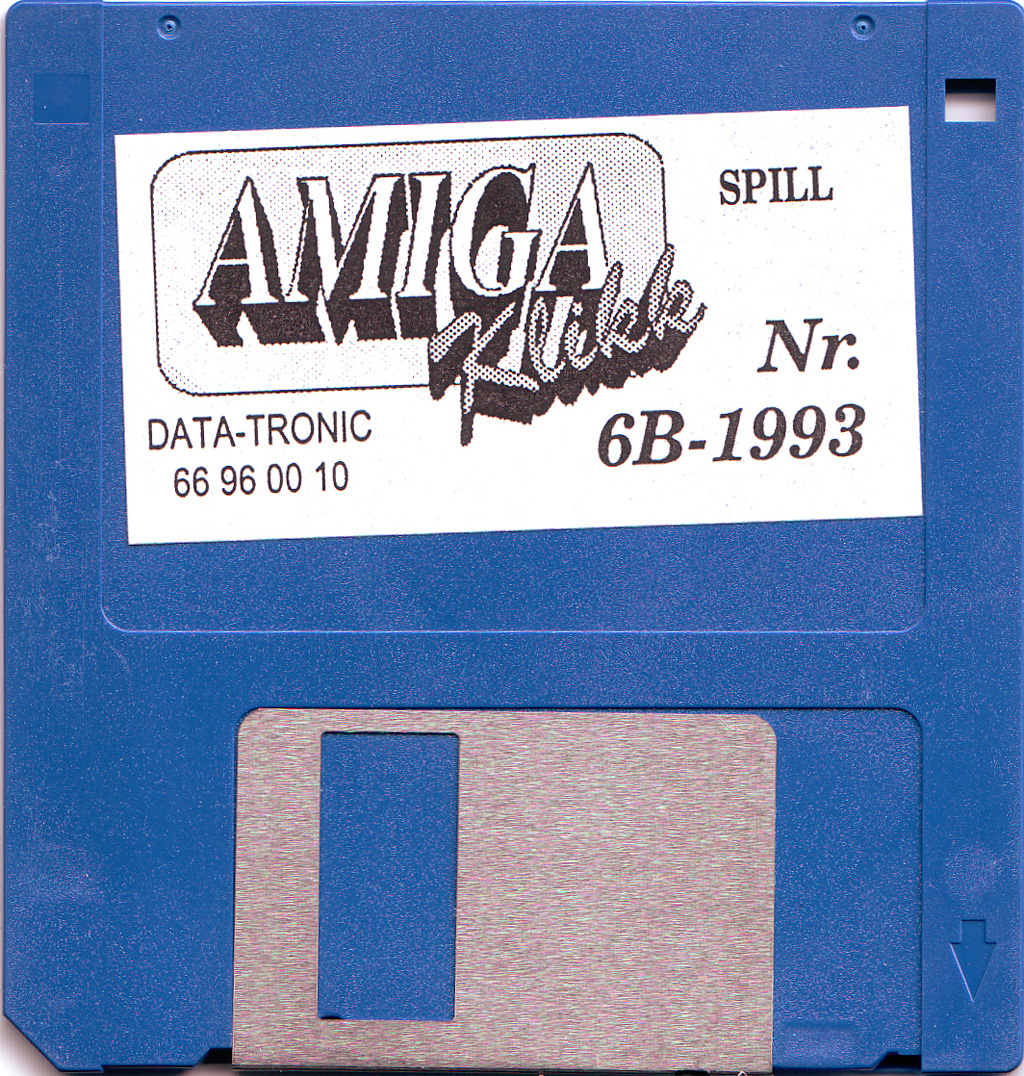 AMIGA
Klikk
SPILL
Nr.
6B-1993
DATA-TRONIC
66 96 00 10